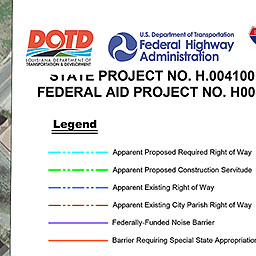 DOTD
LOUISIANA DEPARTMENT OF
TRANSPORTATION & DEVELOPMENT
U.S. Department of Transportation
Federal Highway
Administration
STATE PROJECT NO. H.004100
FEDERAL AID PROJECT NO. H00
Legend
Apparent Proposed Required Right of Way
Apparent Proposed Construction Servitude
Apparent Existing Right of Way
Apparent Existing City Parish Right of Way
Federally-Funded Noise Barrier
Barrier Requiring Special State Appropriation